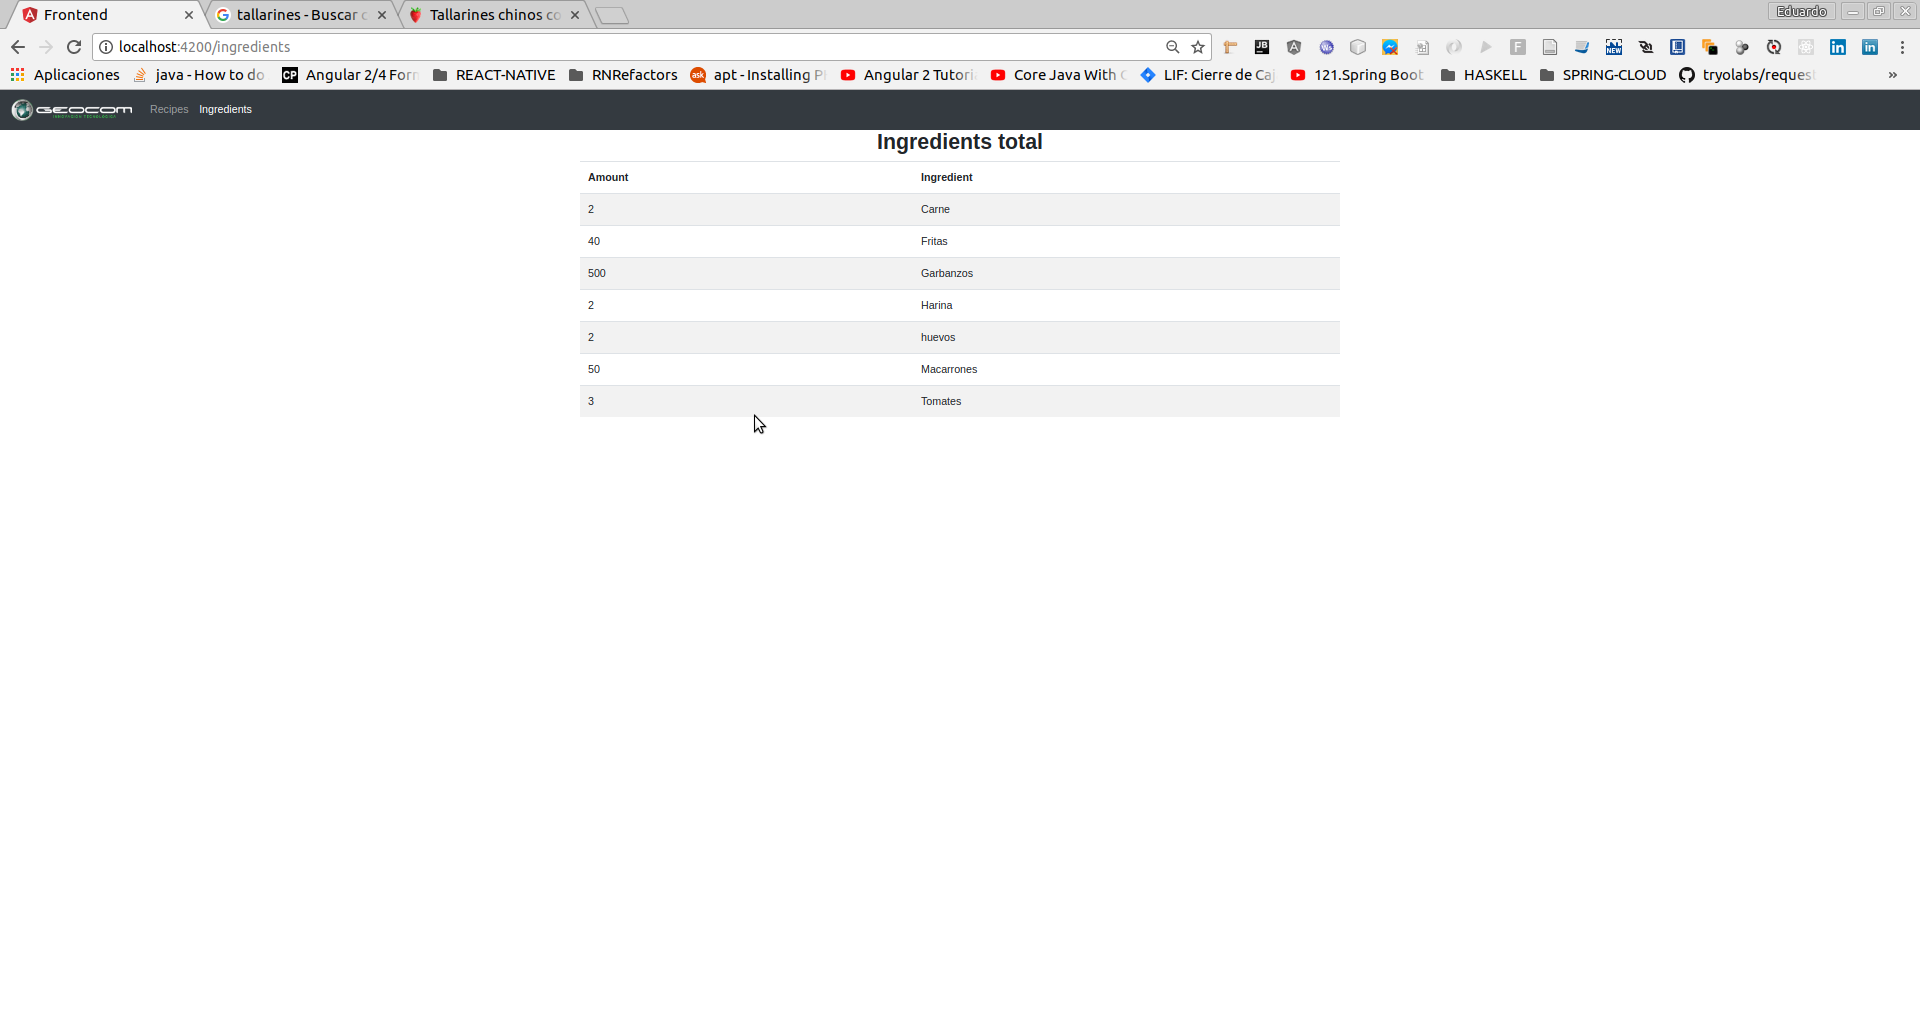 Frontend
tallarines - Buscar
Tallarines chinos co
Eduardo
localhost:4200/ingredients
Aplicaciones java - How to do Angular 2/4 Forr REACT-NATIVE RNRefactors apt - Installing P Angular 2 Tutori Core Java With LIF: Cierre de Caj 121.Spring Boot HASKELL SPRING-CLOUD tryolabs/reques »
GEOCOM Recipes Ingredients
Ingredients total
Amount Ingredient
2 Carne
40 Fritas
500 Garbanzos
2 Harina
2 huevos
50 Macarrones
3 Tomates